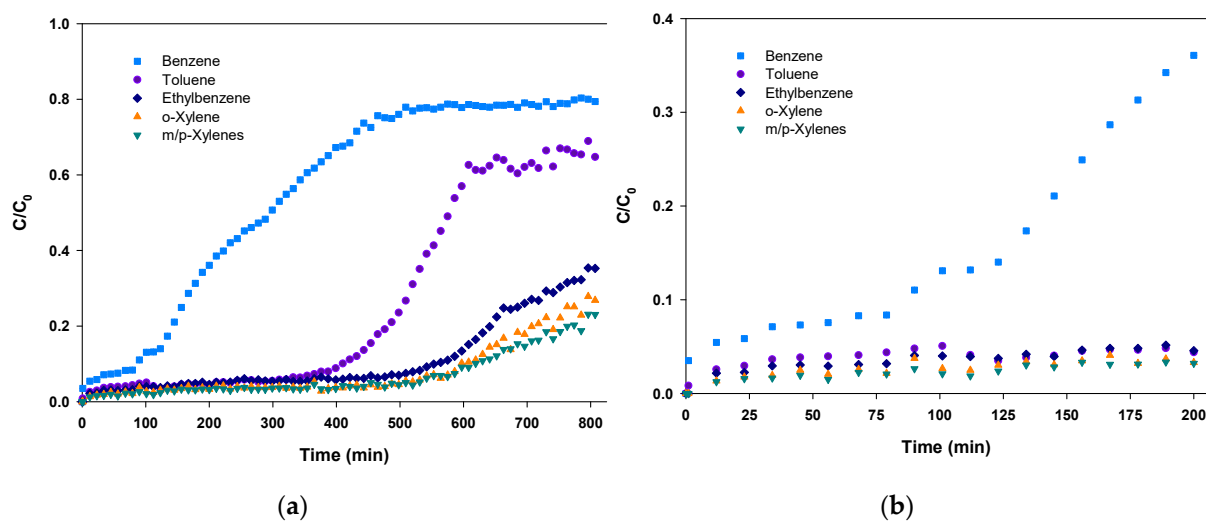 1.0
0.8
0.6
0.4
0.2
0.0
C/C0
Benzene
Toluene
Ethylbenzene
o-Xylene
m/p-Xylenes
0 100 200 300 400 500 600 700 800
Time (min)
(a)
0.4
0.3
0.2
0.1
0.0
C/C0
Benzene
Toluene
Ethylbenzene
o-Xylene
m/p-Xylenes
0 25 50 75 100 125 150 175 200
Time (min)
(b)